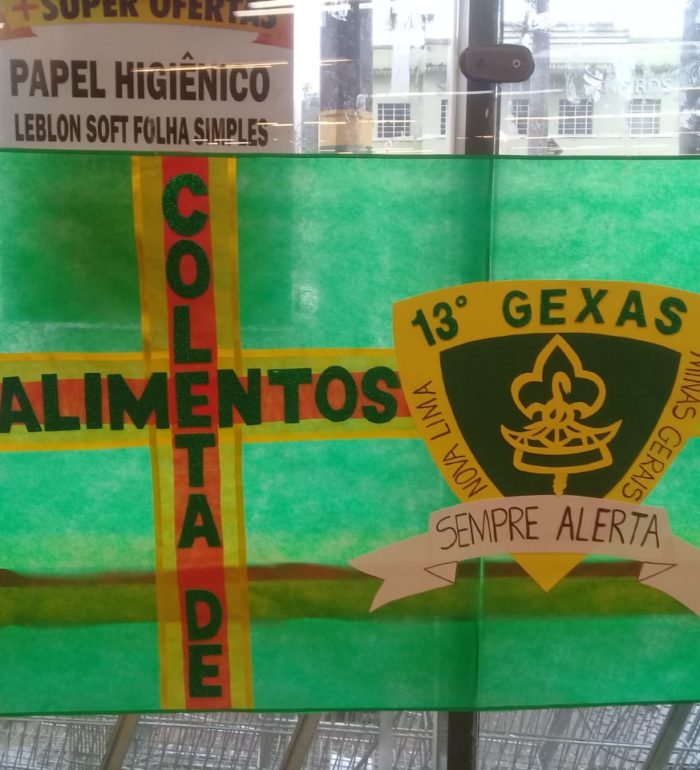 +SUPER OFERTAS
PAPEL HIGIÊNICO
LEBLON SOFT FOLHA SIMPLES
COLETA DE
ALIMENTOS
13° GEXAS
NOVA LIMA
MINAS GERAIS
SEMPRE ALERTA